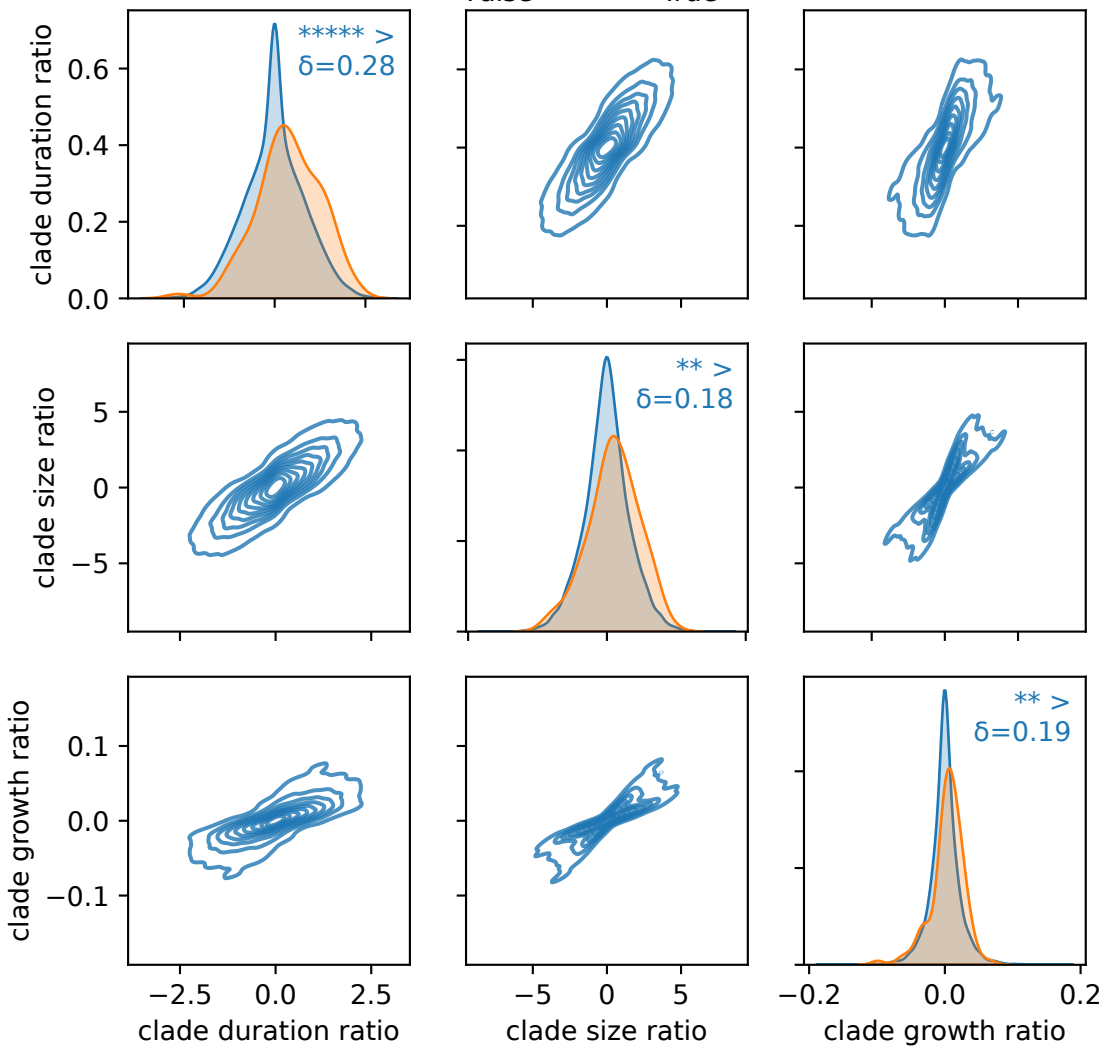 ***** >
δ=0.28
clade duration ratio
0.6
0.4
0.2
0.0
clade size ratio
5
0
−5
** >
δ=0.18
clade growth ratio
0.1
0.0
−0.1
** >
δ=0.19
−2.5 0.0 2.5
−5 0 5
−0.2 0.0 0.2
clade duration ratio
clade size ratio
clade growth ratio